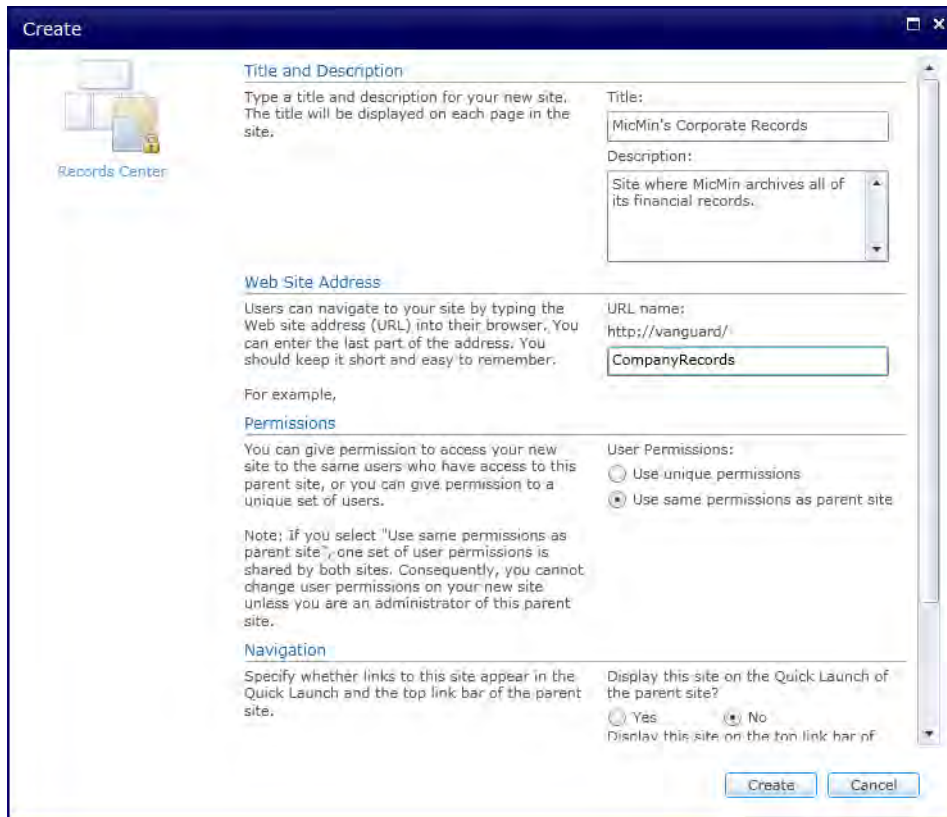 Create
Records Center
Title and Description
Type a title and description for your new site.
The title will be displayed on each page in the
site.
Title:
MicMin's Corporate Records
Description:
Site where MicMin archives all of
its financial records.
Web Site Address
Users can navigate to your site by typing the
Web site address (URL) into their browser. You
can enter the last part of the address. You
should keep it short and easy to remember.
For example,
URL name:
http://vanguard/
CompanyRecords
Permissions
You can give permission to access your new
site to the same users who have access to this
parent site, or you can give permission to a
unique set of users.
Note: If you select "Use same permissions as
parent site", one set of user permissions is
shared by both sites. Consequently, you cannot
change user permissions on your new site
unless you are an administrator of this parent
site.
User Permissions:
Use unique permissions
Use same permissions as parent site
Navigation
Specify whether links to this site appear in the
Quick Launch and the top link bar of the parent
site.
Display this site on the Quick Launch of
the parent site?
Yes No
Display this site on the top link bar of
Create Cancel